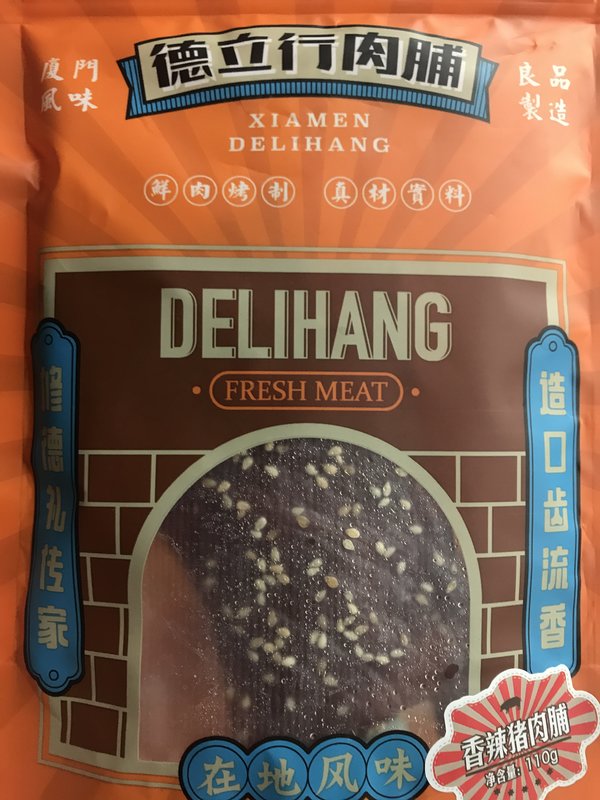 德立行肉脯
廈門
風味
良品
製造
XIAMEN
DELIHANG
鮮肉烤制 真材實料
DELIHANG
• FRESH MEAT •
修德礼传家
造口齿流香
在地风味
香辣猪肉脯
净含量: 110g